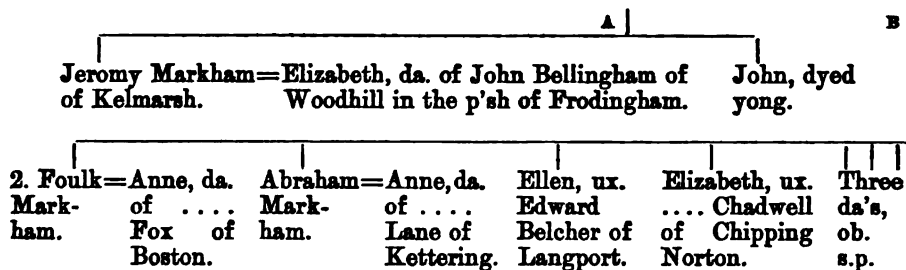 A B
Jeromy Markham=Elizabeth, da. of John Bellingham of John, dyed
of Kelmarsh. Woodhill in the p'sh of Frodingham. yong.
2. Foulk=Anne, da. Abraham=Anne, da. Ellen, ux. Elizabeth, ux. Three
Mark- of .... Mark- of .... Edward .... Chadwell da's,
ham. Fox of ham. Lane of Belcher of of Chipping ob.
Boston. Kettering. Langport. Norton. s.p.